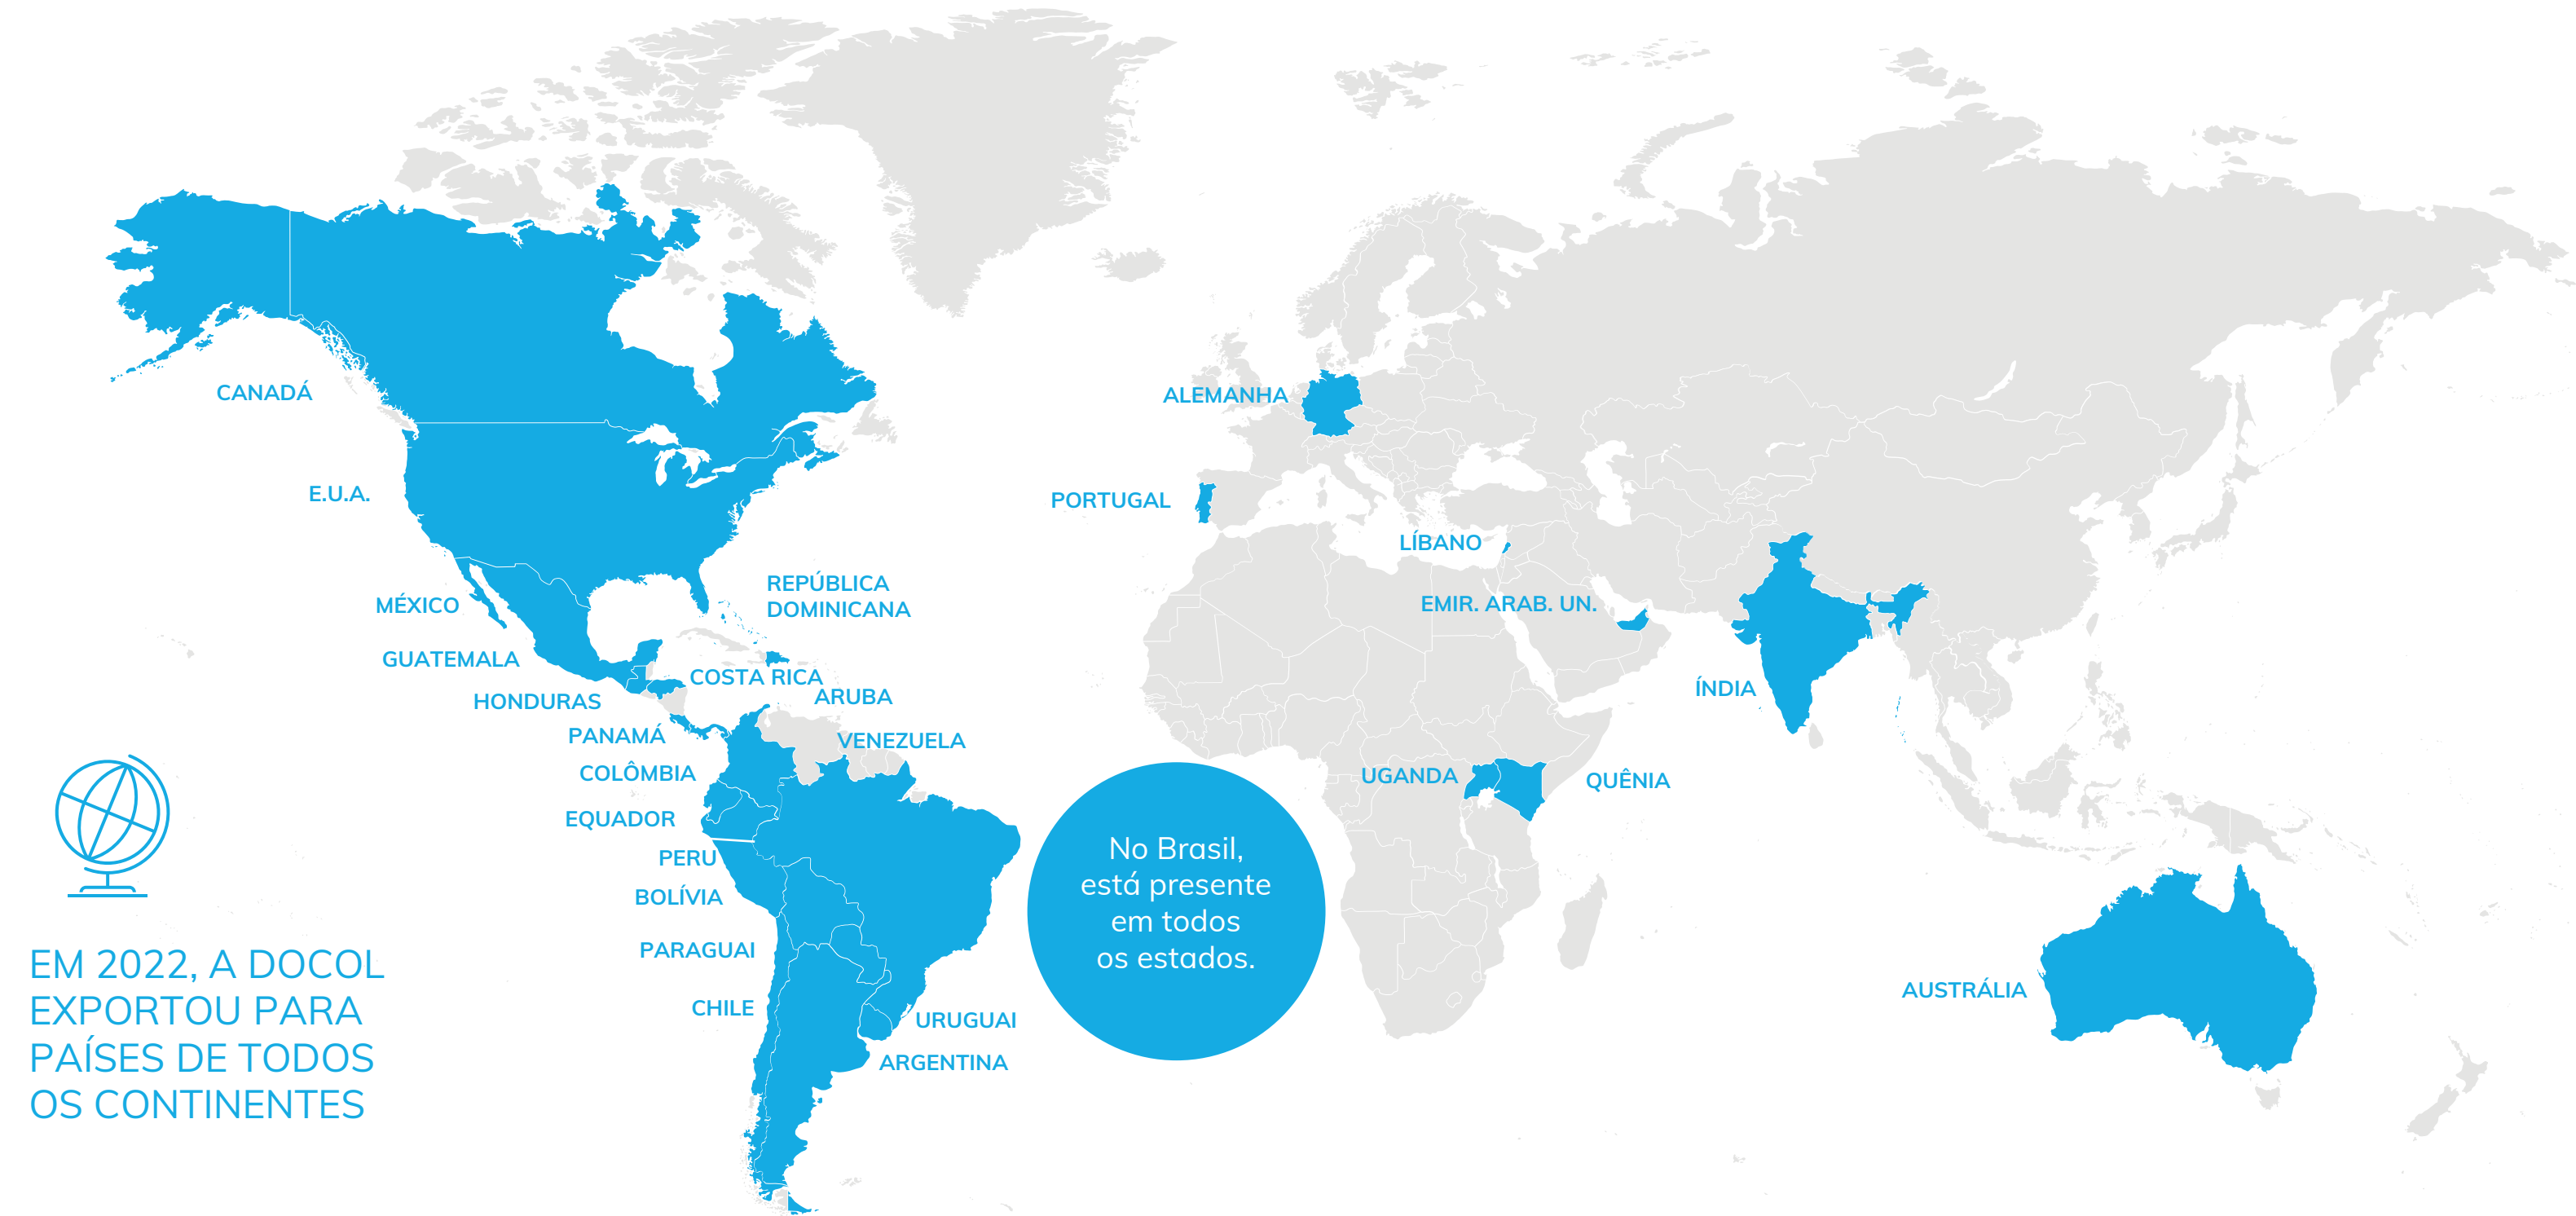 CANADÁ
E.U.A.
MÉXICO
GUATEMALA
HONDURAS
REPÚBLICA
DOMINICANA
COSTA RICA
ARUBA
PANAMÁ
VENEZUELA
COLÔMBIA
EQUADOR
PERU
BOLÍVIA
PARAGUAI
CHILE
URUGUAI
ARGENTINA
ALEMANHA
PORTUGAL
LÍBANO
EMIR. ARAB. UN.
ÍNDIA
UGANDA
QUÊNIA
AUSTRÁLIA
No Brasil,
está presente
em todos
os estados.
EM 2022, A DOCOL
EXPORTOU PARA
PAÍSES DE TODOS
OS CONTINENTES